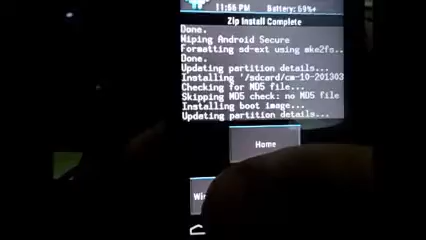 11:56 PM Battery: 59%+
Zip Install Complete
Done.
Wiping Android Secure
Formatting sd-ext using mke2fs..
Done.
Updating partition details...
Installing '/sdcard/cm-10-201303
Checking for MD5 file...
Skipping MD5 check: no MD5 file
Installing boot image...
Updating partition details...
Home